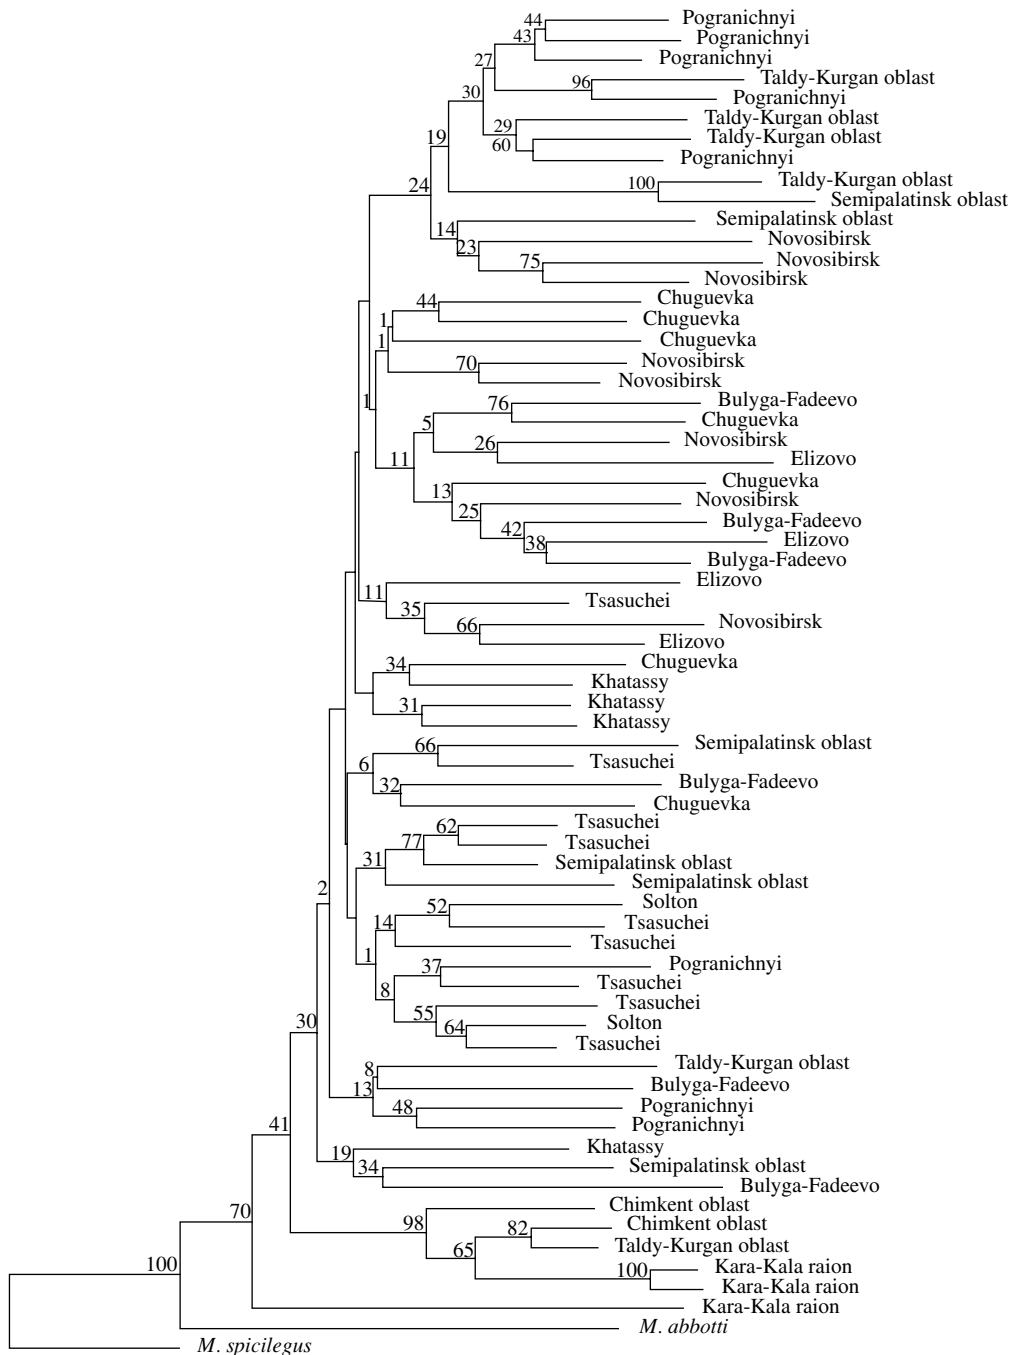 44 Pogranichnyi
43 Pogranichnyi
27 Pogranichnyi
96 Taldy-Kurgan oblast
30 Pogranichnyi
29 Taldy-Kurgan oblast
19 60 Taldy-Kurgan oblast
Pogranichnyi
24 100 Taldy-Kurgan oblast
Semipalatinsk oblast
14 Semipalatinsk oblast
23 Novosibirsk
75 Novosibirsk
Novosibirsk
44 Chuguevka
1 Chuguevka
1 Chuguevka
70 Novosibirsk
Novosibirsk
1 76 Bulyga-Fadeevo
5 Chuguevka
26 Novosibirsk
11 Elizovo
13 Chuguevka
25 Novosibirsk
42 Bulyga-Fadeevo
38 Elizovo
Bulyga-Fadeevo
11 Elizovo
35 Tsasuchei
66 Novosibirsk
Elizovo
34 Chuguevka
Khatassy
31 Khatassy
Khatassy
66 Semipalatinsk oblast
6 Tsasuchei
32 Bulyga-Fadeevo
Chuguevka
62 Tsasuchei
77 Tsasuchei
31 Semipalatinsk oblast
2 Semipalatinsk oblast
52 Solton
14 Tsasuchei
1 Tsasuchei
37 Pogranichnyi
8 Tsasuchei
55 Tsasuchei
30 64 Solton
Tsasuchei
8 Taldy-Kurgan oblast
13 Bulyga-Fadeevo
48 Pogranichnyi
41 Pogranichnyi
19 Khatassy
34 Semipalatinsk oblast
Bulyga-Fadeevo
70 98 Chimkent oblast
82 Chimkent oblast
65 Taldy-Kurgan oblast
100 100 Kara-Kala raion
Kara-Kala raion
Kara-Kala raion
M. abbotti
M. spicilegus